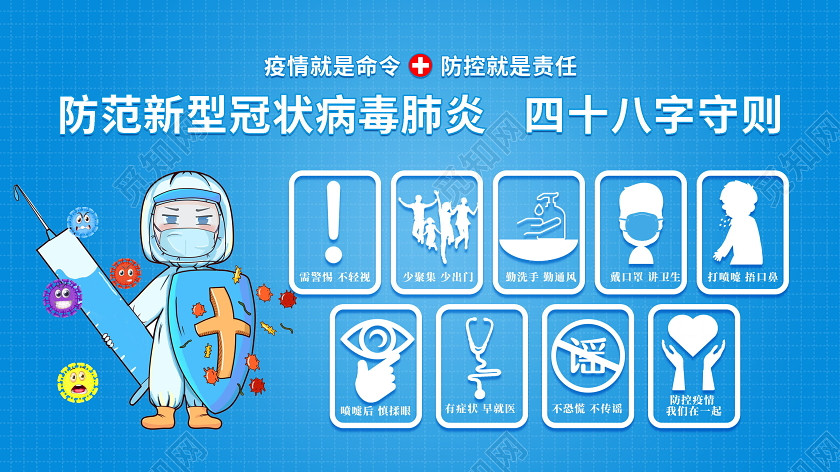 疫情就是命令 防控就是责任
防范新型冠状病毒肺炎 四十八字守则
需警惕 不轻视
少聚集 少出门
勤洗手 勤通风
戴口罩 讲卫生
打喷嚏 捂口鼻
喷嚏后 慎揉眼
有症状 早就医
谣
不恐慌 不传谣
防控疫情
我们在一起
觅知网